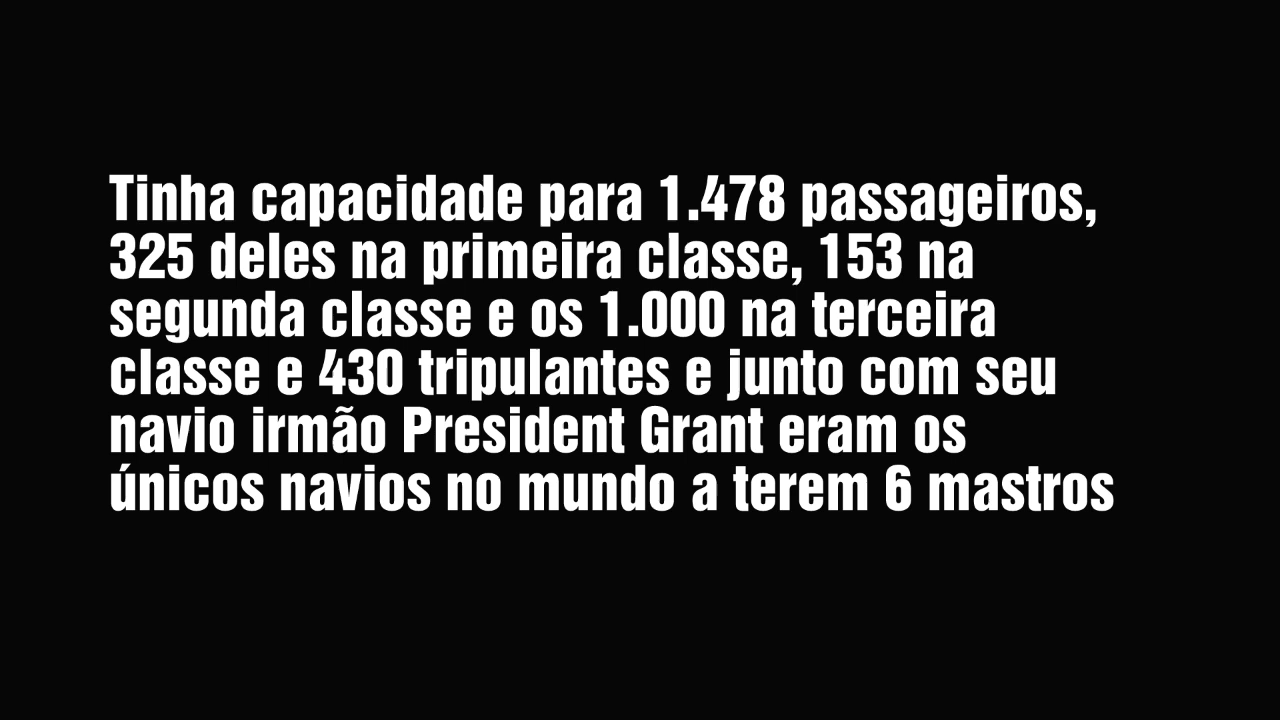 Tinha capacidade para 1.478 passageiros,
325 deles na primeira classe, 153 na
segunda classe e os 1.000 na terceira
classe e 430 tripulantes e junto com seu
navio irmão President Grant eram os
únicos navios no mundo a terem 6 mastros